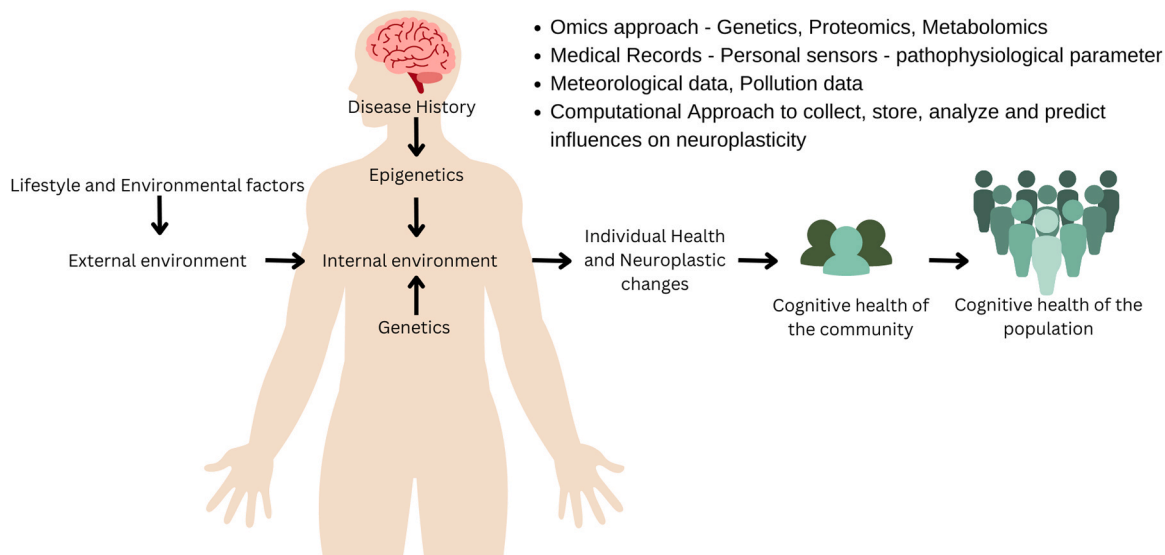 • Omics approach - Genetics, Proteomics, Metabolomics
• Medical Records - Personal sensors - pathophysiological parameter
• Meteorological data, Pollution data
• Computational Approach to collect, store, analyze and predict
influences on neuroplasticity
Disease History
Epigenetics
Lifestyle and Environmental factors
External environment
Internal environment
Genetics
Individual Health
and Neuroplastic
changes
Cognitive health of
the community
Cognitive health of the
population